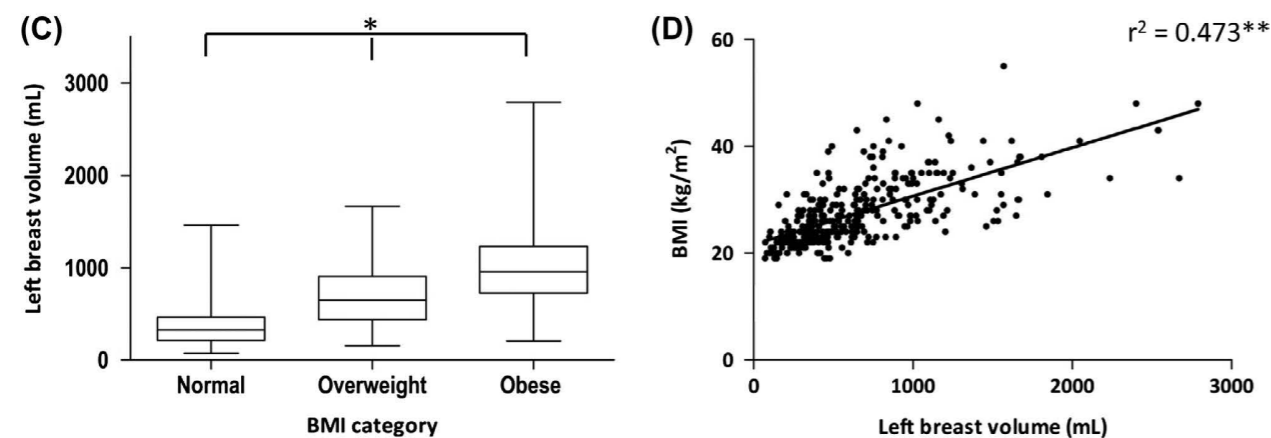 (C)
*
3000
2000
1000
0
Left breast volume (mL)
Normal Overweight Obese
BMI category
(D)
r² = 0.473**
60
40
20
0
BMI (kg/m²)
0 1000 2000 3000
Left breast volume (mL)